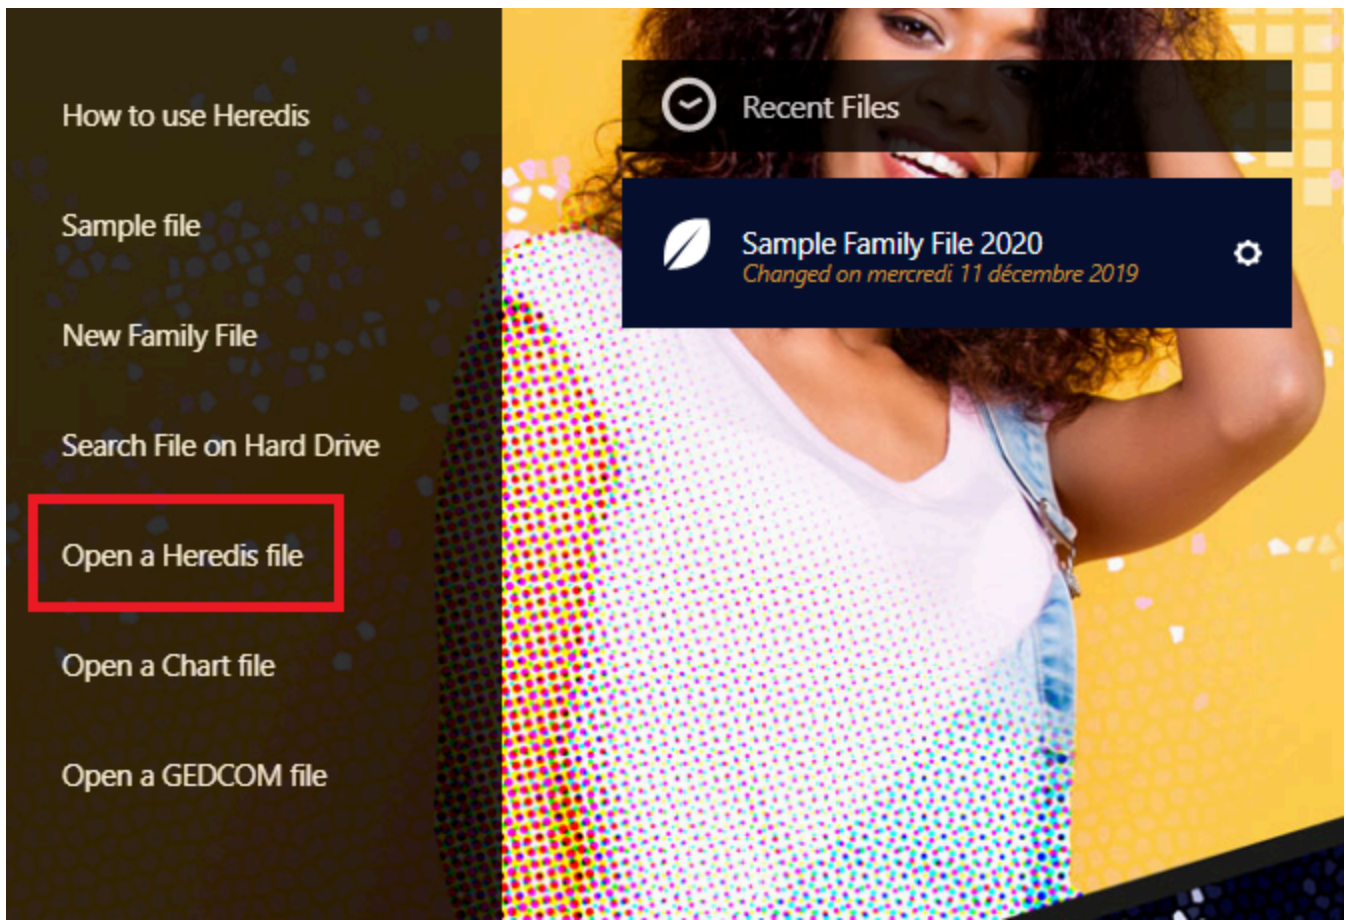 How to use Heredis
Sample file
New Family File
Search File on Hard Drive
Open a Heredis file
Open a Chart file
Open a GEDCOM file
Recent Files
Sample Family File 2020
Changed on mercredi 11 décembre 2019